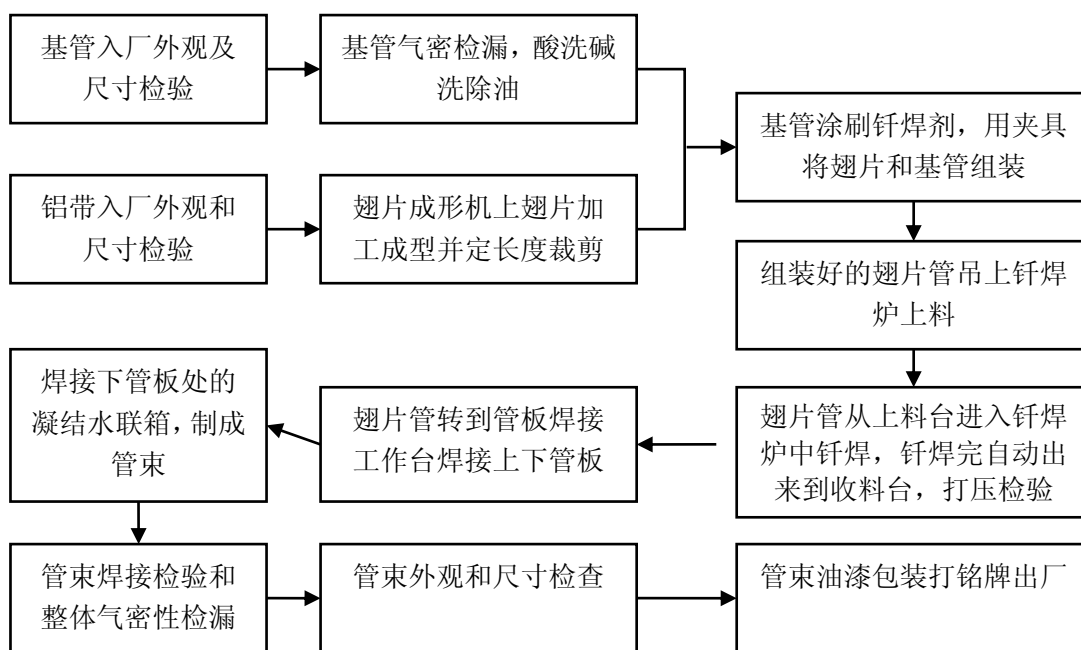 基管入厂外观及
尺寸检验
基管气密检漏，酸洗碱
洗除油
铝带入厂外观和
尺寸检验
翅片成形机上翅片加
工成型并定长度裁剪
基管涂刷钎焊剂，用夹具
将翅片和基管组装
组装好的翅片管吊上钎焊
炉上料
翅片管从上料台进入钎焊
炉中钎焊，钎焊完自动出
来到收料台，打压检验
翅片管转到管板焊接
工作台焊接上下管板
焊接下管板处的
凝结水联箱，制成
管束
管束焊接检验和
整体气密性检漏
管束外观和尺寸检查
管束油漆包装打铭牌出厂